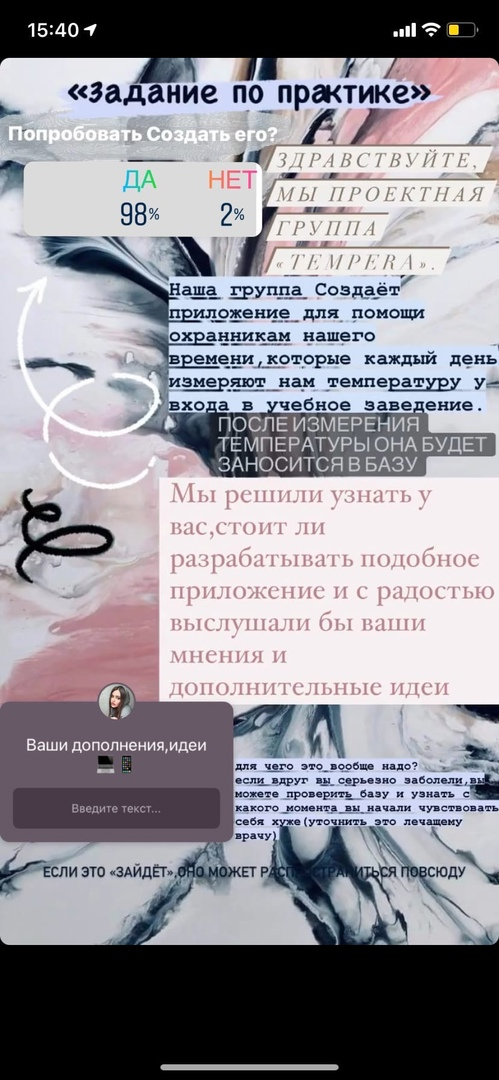 15:40
«Задание по практике»
Попробовать Создать его?
ДА НЕТ
98% 2%
ЗДРАВСТВУЙТЕ,
МЫ ПРОЕКТНАЯ
ГРУППА
«TEMPERA».
Наша группа Создаёт
приложение для помощи
охранникам нашего
времени,которые каждый день
измеряют нам температуру у
входа в учебное заведение.
ПОСЛЕ ИЗМЕРЕНИЯ
ТЕМПЕРАТУРЫ ОНА БУДЕТ
ЗАНОСИТСЯ В БАЗУ
Мы решили узнать у
вас,стоит ли
разрабатывать подобное
приложение и с радостью
выслушали бы ваши
мнения и
дополнительные идеи
Ваши дополнения,идеи
Введите текст...
для чего это вообще надо?
если вдруг вы серьезно заболели,вы
можете проверить базу и узнать с
какого момента вы начали чувствовать
себя хуже(уточнить это лечащему
врачу)
ЕСЛИ ЭТО «ЗАЙДЁТ»,ОНО МОЖЕТ РАСПРОСТРАНИТЬСЯ ПОВСЮДУ